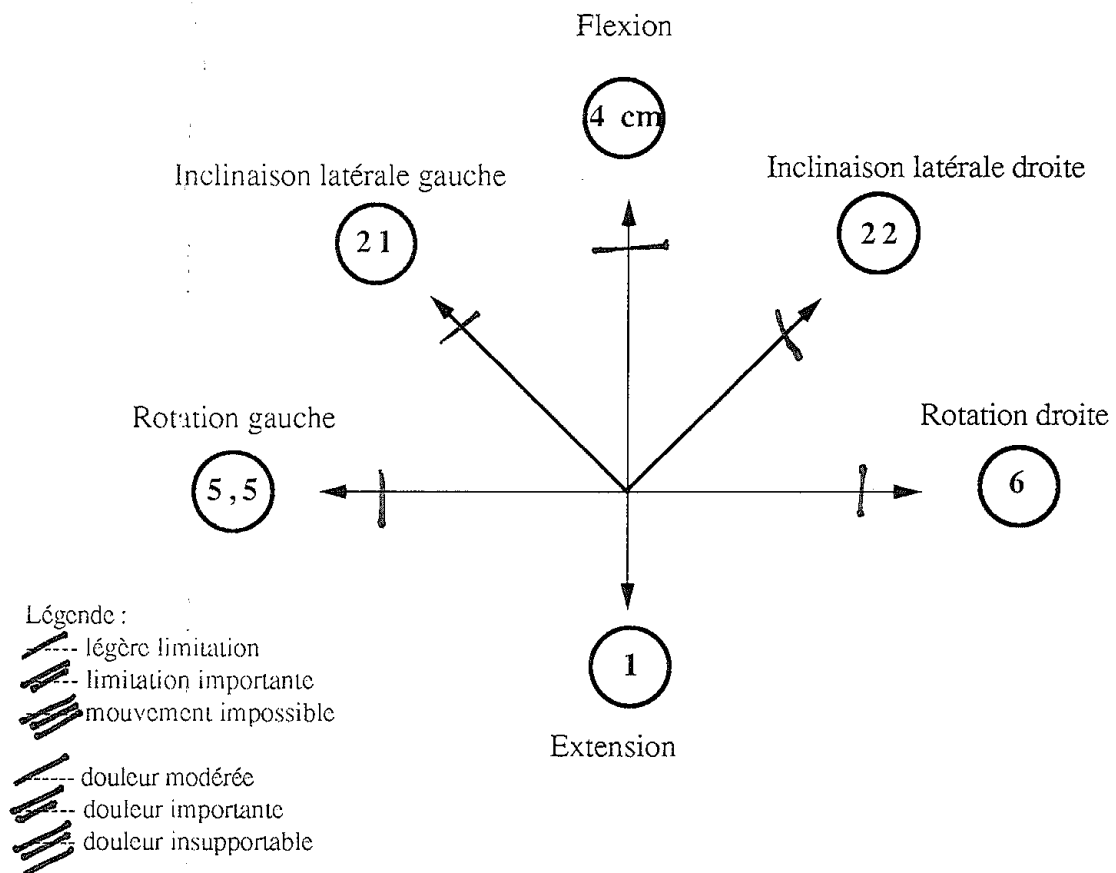 Flexion
4 cm
Inclinaison latérale gauche
Inclinaison latérale droite
21
22
Rotation gauche
Rotation droite
5,5
6
Légende :
légère limitation
limitation importante
mouvement impossible
1
Extension
douleur modérée
douleur importante
douleur insupportable